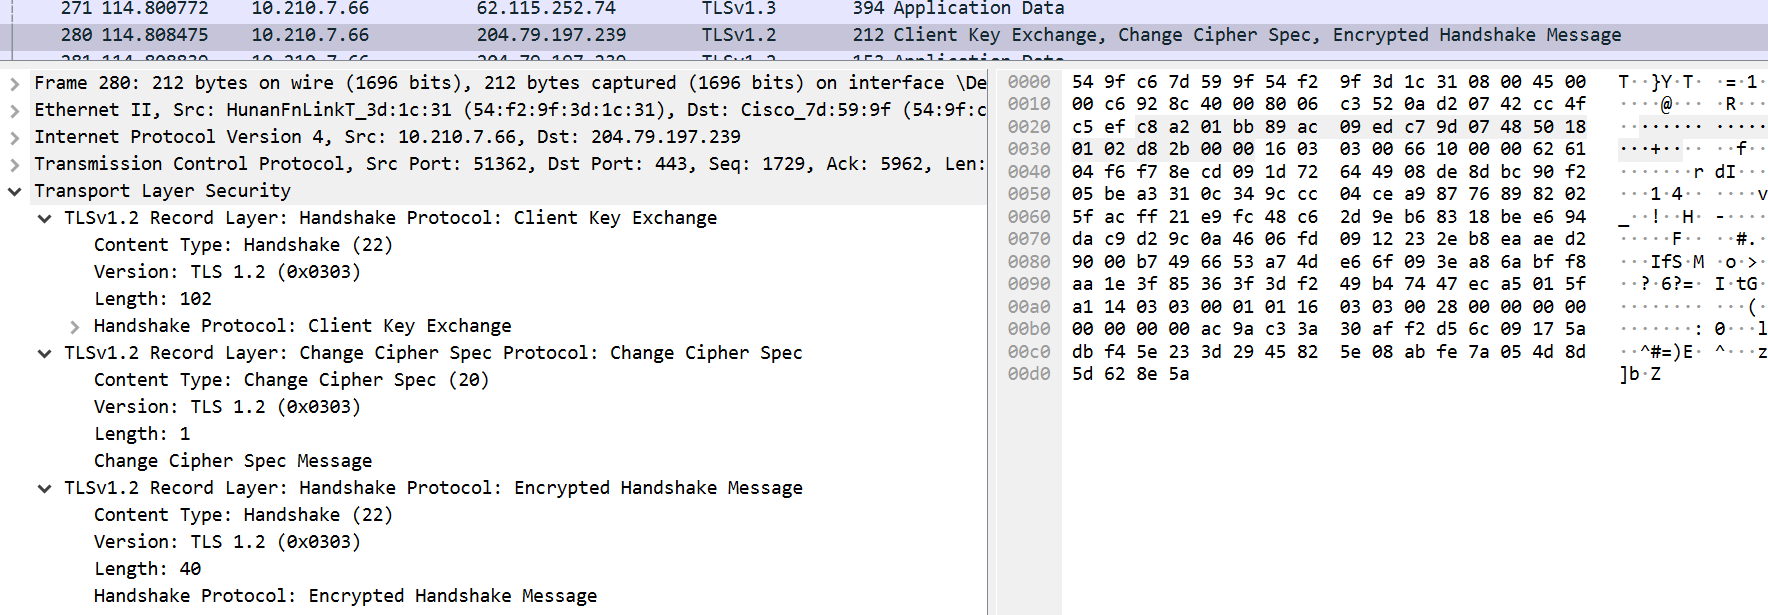 271 114.800772 10.210.7.66 62.115.252.74 TLSv1.3 394 Application Data
280 114.808475 10.210.7.66 204.79.197.239 TLSv1.2 212 Client Key Exchange, Change Cipher Spec, Encrypted Handshake Message
Frame 280: 212 bytes on wire (1696 bits), 212 bytes captured (1696 bits) on interface \De
Ethernet II, Src: HunanFnLinkT_3d:1c:31 (54:f2:9f:3d:1c:31), Dst: Cisco_7d:59:9f (54:9f:c
Internet Protocol Version 4, Src: 10.210.7.66, Dst: 204.79.197.239
Transmission Control Protocol, Src Port: 51362, Dst Port: 443, Seq: 1729, Ack: 5962, Len:
Transport Layer Security
TLSv1.2 Record Layer: Handshake Protocol: Client Key Exchange
Content Type: Handshake (22)
Version: TLS 1.2 (0x0303)
Length: 102
Handshake Protocol: Client Key Exchange
TLSv1.2 Record Layer: Change Cipher Spec Protocol: Change Cipher Spec
Content Type: Change Cipher Spec (20)
Version: TLS 1.2 (0x0303)
Length: 1
Change Cipher Spec Message
TLSv1.2 Record Layer: Handshake Protocol: Encrypted Handshake Message
Content Type: Handshake (22)
Version: TLS 1.2 (0x0303)
Length: 40
Handshake Protocol: Encrypted Handshake Message
0000 54 9f c6 7d 59 9f 54 f2 9f 3d 1c 31 08 00 45 00 T··}Y·T· ·=·1··E·
0010 00 c6 92 8c 40 00 80 06 c3 52 0a d2 07 42 cc 4f ····@··· ·R···B·O
0020 c5 ef c8 a2 01 bb 89 ac 09 ed c7 9d 07 48 50 18
0030 01 02 d8 2b 00 00 16 03 03 00 66 10 00 00 62 61 ···+···· ··f···ba
0040 04 f6 f7 8e cd 09 1d 72 64 49 08 de 8d bc 90 f2 ·······r dI······
0050 05 be a3 31 0c 34 9c cc 04 ce a9 87 76 89 82 02 ···1·4·· ····v···
0060 5f ac ff 21 e9 fc 48 c6 2d 9e b6 83 18 be e6 94 _··!··H· -·······
0070 da c9 d2 9c 0a 46 06 fd 09 12 23 2e b8 ea ae d2 ·····F·· ··#.····
0080 90 00 b7 49 66 53 a7 4d e6 6f 09 3e a8 6a bf f8 ···IfS·M ·o·>·j··
0090 aa 1e 3f 85 36 3f 3d f2 49 b4 74 47 ec a5 01 5f ··?·6?=· I·tG···_
00a0 a1 14 03 03 00 01 01 16 03 03 00 28 00 00 00 00 ········ ···(····
00b0 00 00 00 00 ac 9a c3 3a 30 af f2 d5 6c 09 17 5a ·······: 0···l··Z
00c0 db f4 5e 23 3d 29 45 82 5e 08 ab fe 7a 05 4d 8d ··^#=)E· ^···z·M·
00d0 5d 62 8e 5a ]b·Z